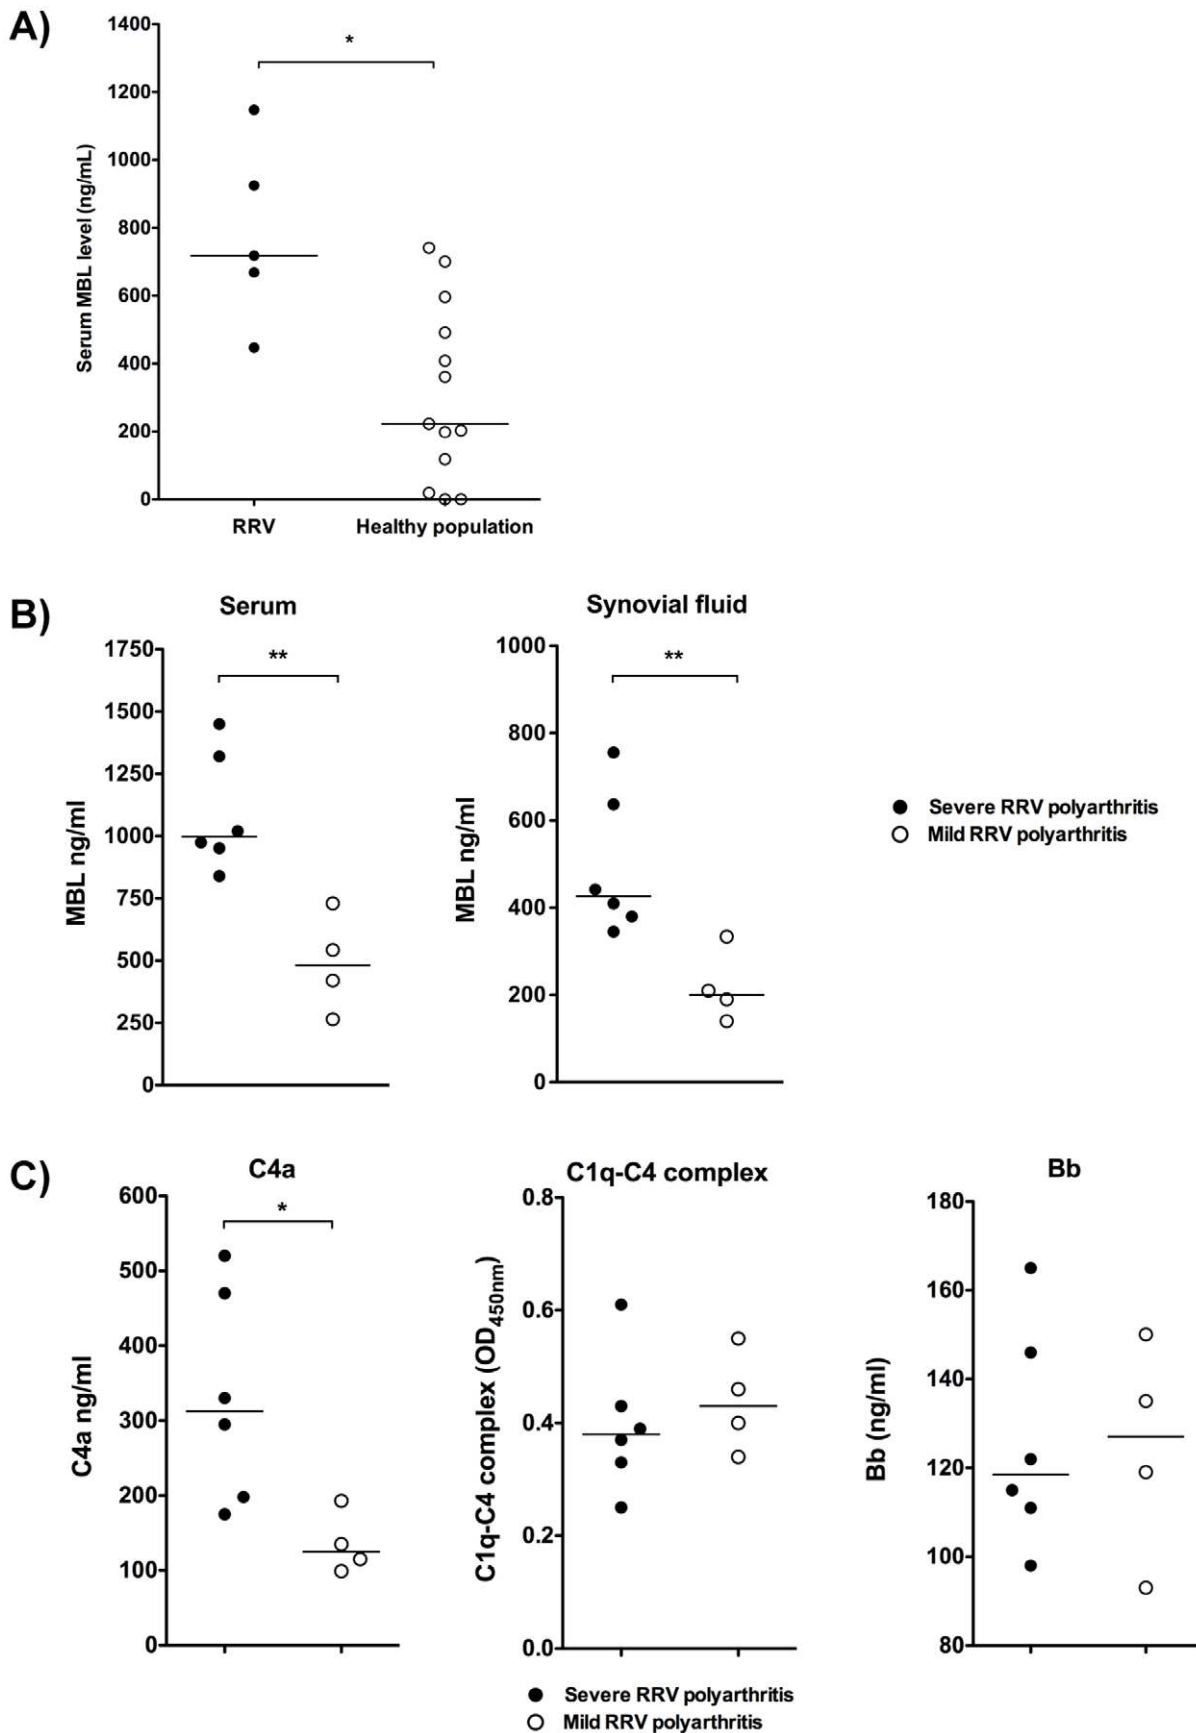 A)
Serum MBL level (ng/mL)
1400
1200
1000
800
600
400
200
0
*
RRV
Healthy population
B)
Serum
MBL ng/ml
1750
1500
1250
1000
750
500
250
0
**
Synovial fluid
MBL ng/ml
1000
800
600
400
200
0
**
Severe RRV polyarthritis
Mild RRV polyarthritis
C)
C4a
C4a ng/ml
600
500
400
300
200
100
0
*
C1q-C4 complex
C1q-C4 complex (OD450nm)
0.8
0.6
0.4
0.2
0.0
Bb
Bb (ng/ml)
180
160
140
120
100
80
Severe RRV polyarthritis
Mild RRV polyarthritis